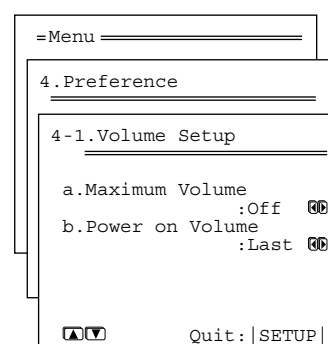 =Menu
4.Preference
4-1.Volume Setup
a.Maximum Volume
:Off
b.Power on Volume
:Last
Quit:|SETUP|